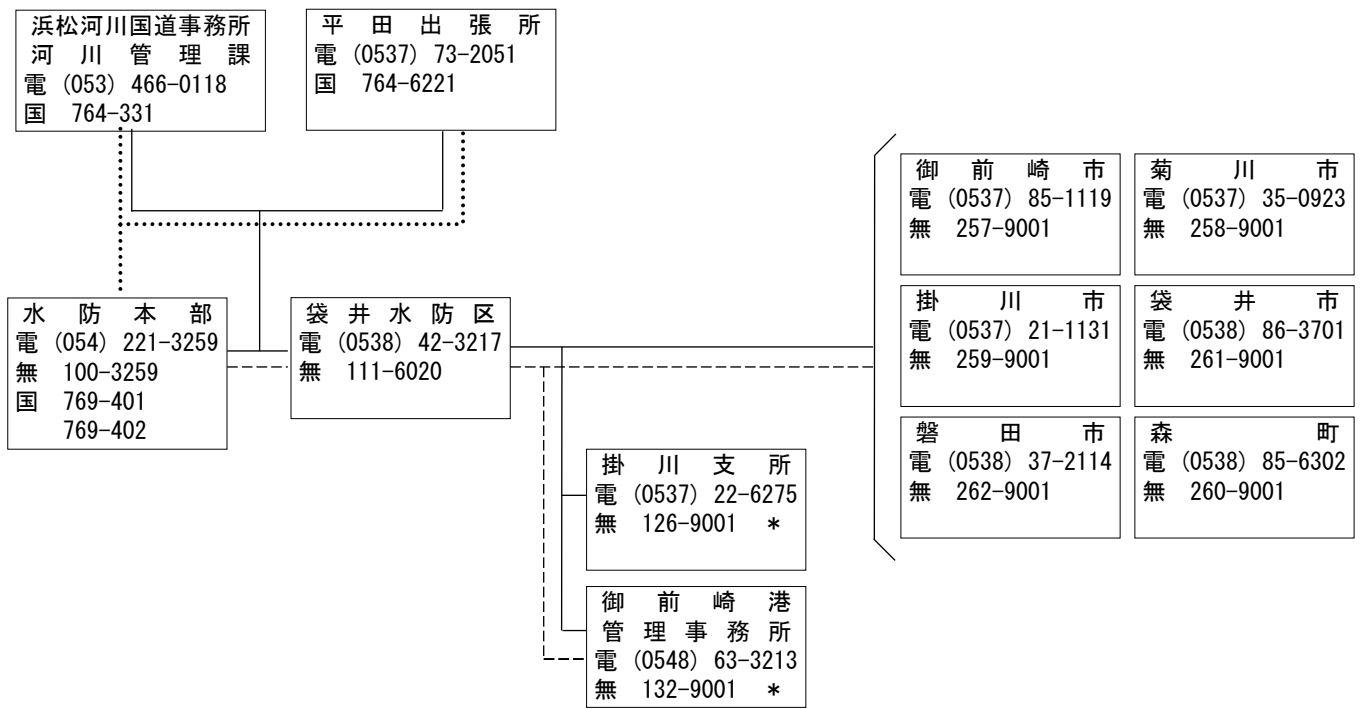 浜松河川国道事務所
河川管理課
電 (053) 466-0118
国 764-331
平田出張所
電 (0537) 73-2051
国 764-6221
水防本部
電 (054) 221-3259
無 100-3259
国 769-401
769-402
袋井水防区
電 (0538) 42-3217
無 111-6020
掛川支所
電 (0537) 22-6275
無 126-9001 *
御前崎港
管理事務所
電 (0548) 63-3213
無 132-9001 *
御前崎市
電 (0537) 85-1119
無 257-9001
菊川市
電 (0537) 35-0923
無 258-9001
掛川市
電 (0537) 21-1131
無 259-9001
袋井市
電 (0538) 86-3701
無 261-9001
磐田市
電 (0538) 37-2114
無 262-9001
森町
電 (0538) 85-6302
無 260-9001